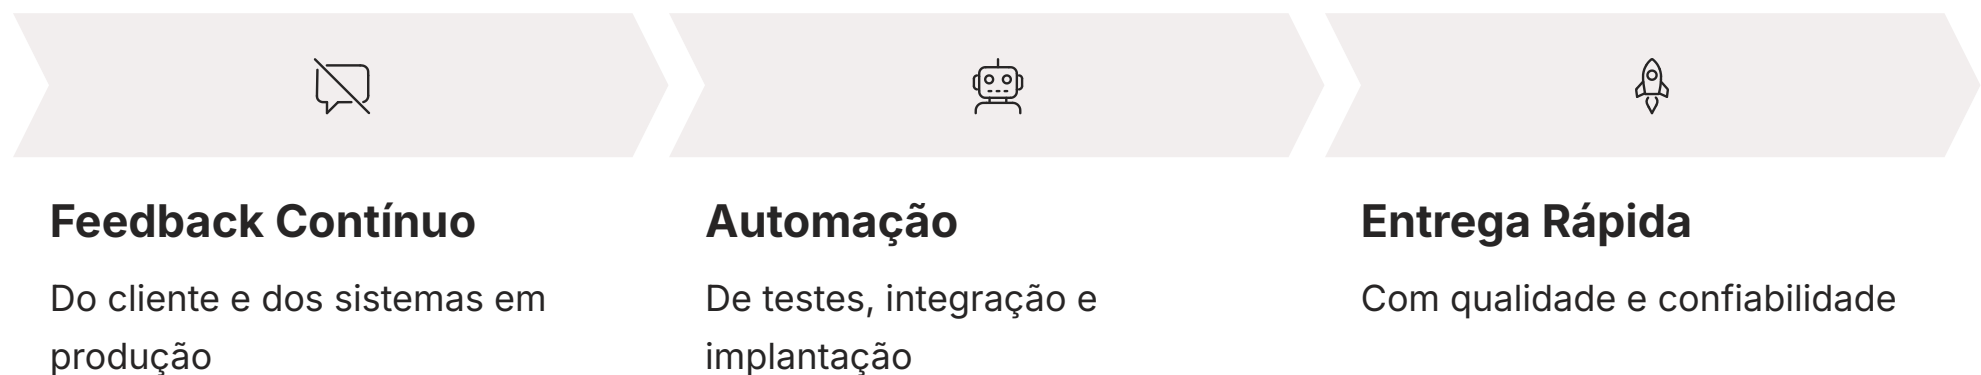 Feedback Contínuo
Do cliente e dos sistemas em
produção
Automação
De testes, integração e
implantação
Entrega Rápida
Com qualidade e confiabilidade